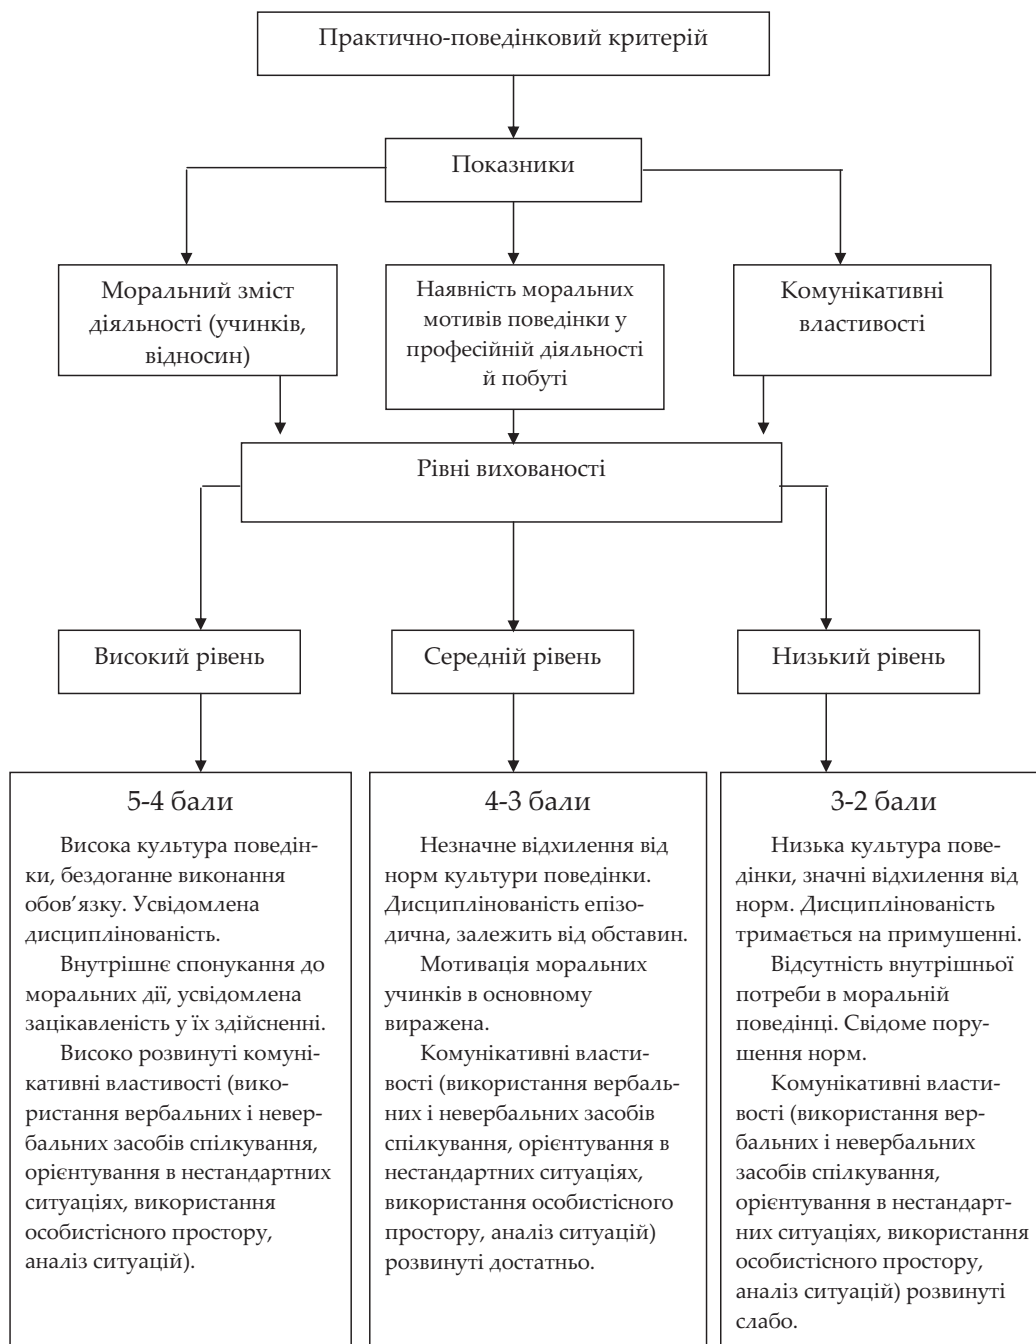 Практично-поведінковий критерій
Показники
Моральний зміст
діяльності (учинків,
відносин)
Наявність моральних
мотивів поведінки у
професійній діяльності
й побуті
Комунікативні
властивості
Рівні вихованості
Високий рівень
Середній рівень
Низький рівень
5-4 бали
Висока культура поведін-
ки, бездоганне виконання
обов’язку. Усвідомлена
дисциплінованість.
Внутрішнє спонукання до
моральних дії, усвідомлена
зацікавленість у їх здійсненні.
Високо розвинуті комуні-
кативні властивості (вико-
ристання вербальних і невер-
бальних засобів спілкування,
орієнтування в нестандартних
ситуаціях, використання
особистісного простору,
аналіз ситуацій).
4-3 бали
Незначне відхилення від
норм культури поведінки.
Дисциплінованість епізо-
дична, залежить від обставин.
Мотивація моральних
учинків в основному
виражена.
Комунікативні власти-
вості (використання вербаль-
них і невербальних засобів
спілкування, орієнтування в
нестандартних ситуаціях,
використання особистісного
простору, аналіз ситуацій)
розвинуті достатньо.
3-2 бали
Низька культура пове-
дінки, значні відхилення від
норм. Дисциплінованість
тримається на примушенні.
Відсутність внутрішньої
потреби в моральній
поведінці. Свідоме пору-
шення норм.
Комунікативні власти-
вості (використання вер-
бальних і невербальних
засобів спілкування,
орієнтування в нестандарт-
них ситуаціях, використання
особистісного простору,
аналіз ситуацій) розвинуті
слабо.